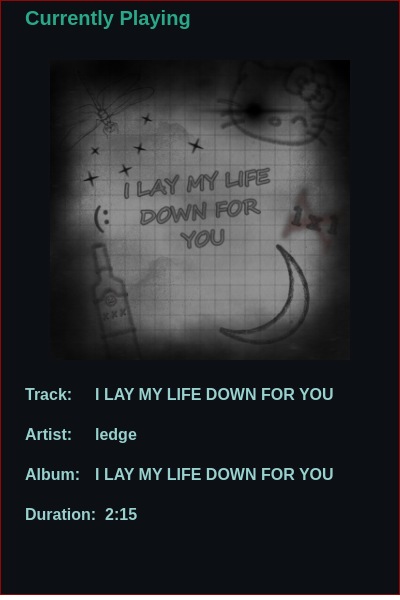 Currently Playing
I LAY MY LIFE
DOWN FOR
YOU
(:
1x1
XXX
Track: I LAY MY LIFE DOWN FOR YOU
Artist: ledge
Album: I LAY MY LIFE DOWN FOR YOU
Duration: 2:15